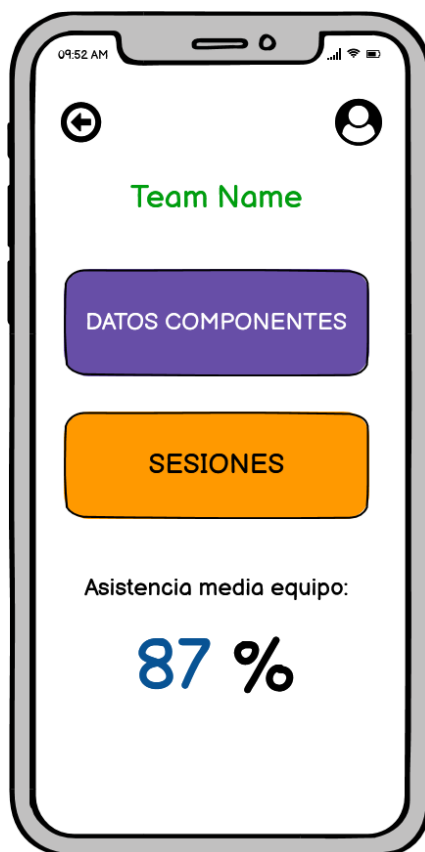 09:52 AM
Team Name
DATOS COMPONENTES
SESIONES
Asistencia media equipo:
87 %